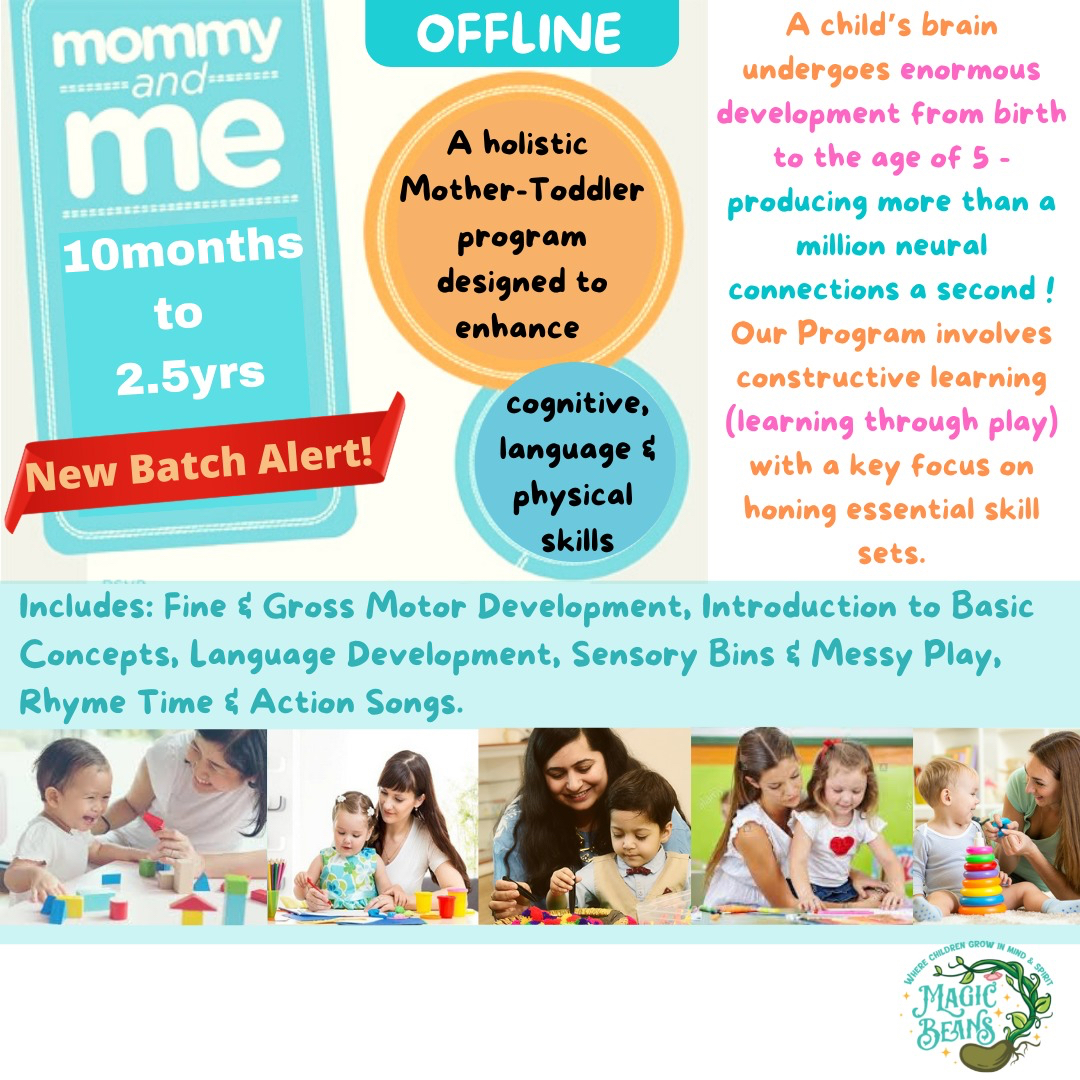 mommy
and
me
10months
to
2.5yrs
New Batch Alert!
OFFLINE
A holistic
Mother-Toddler
program
designed to
enhance
cognitive,
language &
physical
skills
A child's brain
undergoes enormous
development from birth
to the age of 5 -
producing more than a
million neural
connections a second !
Our Program involves
constructive learning
(learning through play)
with a key focus on
honing essential skill
sets.
Includes: Fine & Gross Motor Development, Introduction to Basic
Concepts, Language Development, Sensory Bins & Messy Play,
Rhyme Time & Action Songs.
WHERE CHILDREN GROW IN MIND & SPIRIT
MAGIC
BEANS